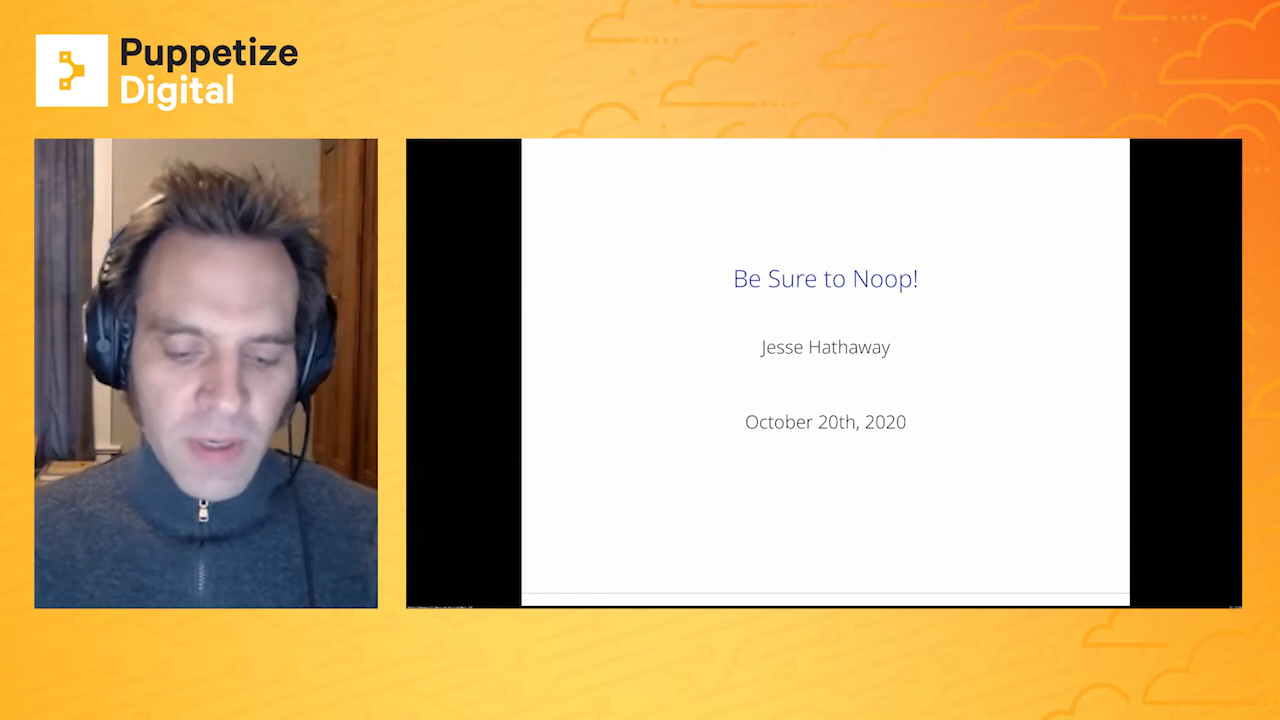 Puppetize
Digital
Be Sure to Noop!
Jesse Hathaway
October 20th, 2020